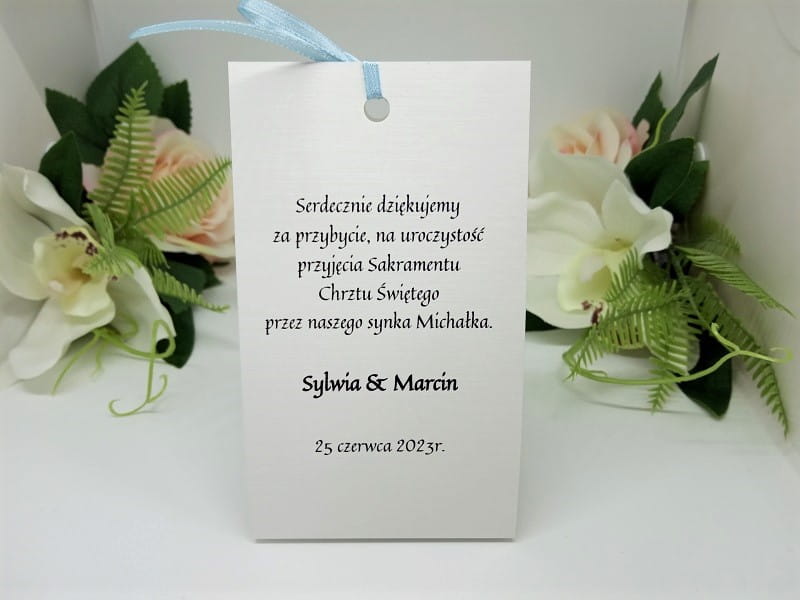 Serdecznie dziękujemy
za przybycie, na uroczystość
przyjęcia Sakramentu
Chrztu Świętego
przez naszego synka Michałka.
Sylwia & Marcin
25 czerwca 2023r.